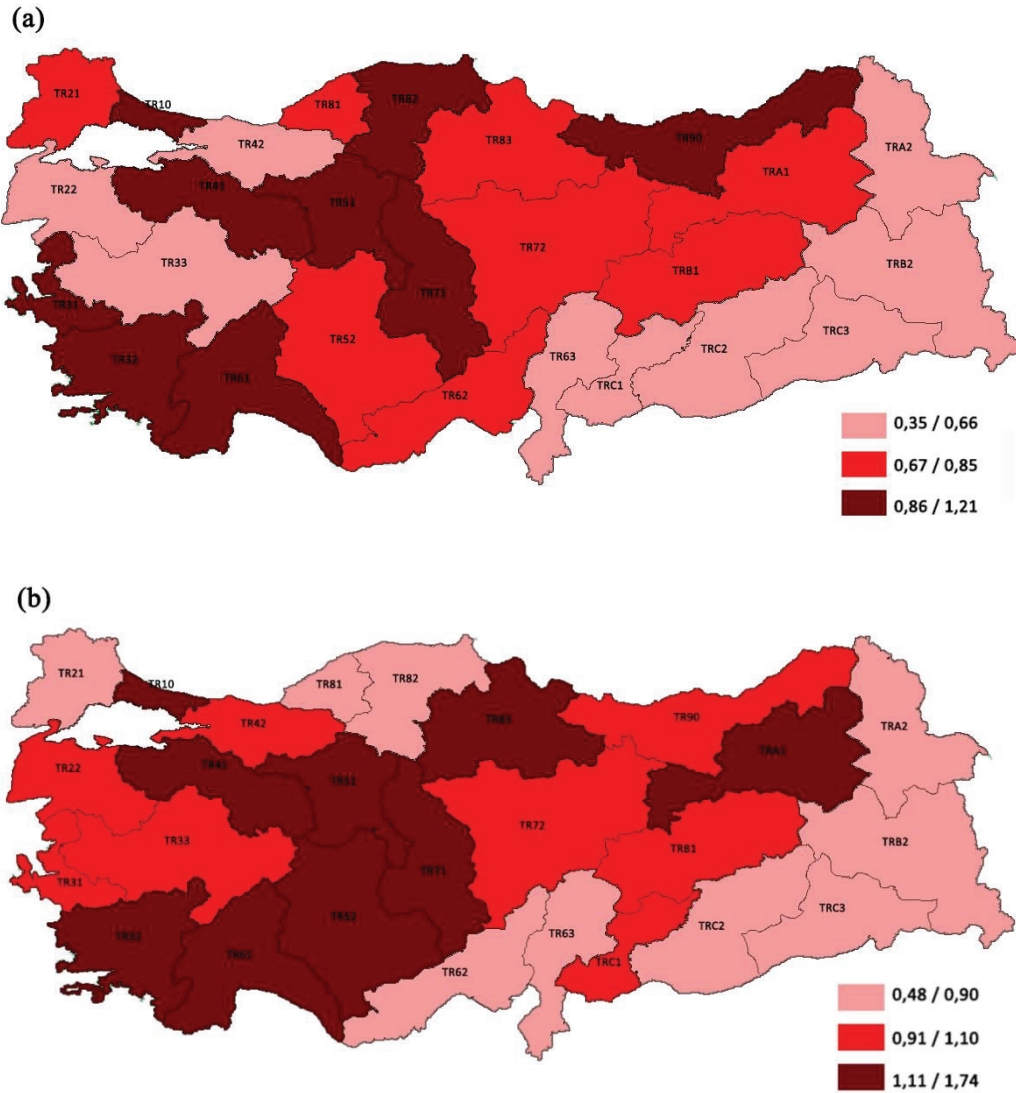 (a)
TR21
TR10
TR81
TR82
TR42
TR83
TR90
TRA2
TR22
TR41
TR51
TRA1
TR33
TR72
TRB1
TRB2
TR31
TR71
TR32
TR61
TR52
TR62
TR63
TRC1
TRC2
TRC3
0,35 / 0,66
0,67 / 0,85
0,86 / 1,21
(b)
TR21
TR10
TR81
TR82
TR42
TR83
TR90
TRA2
TR22
TR41
TR51
TRA1
TR33
TR72
TRB1
TRB2
TR31
TR71
TR32
TR61
TR52
TR62
TR63
TRC1
TRC2
TRC3
0,48 / 0,90
0,91 / 1,10
1,11 / 1,74